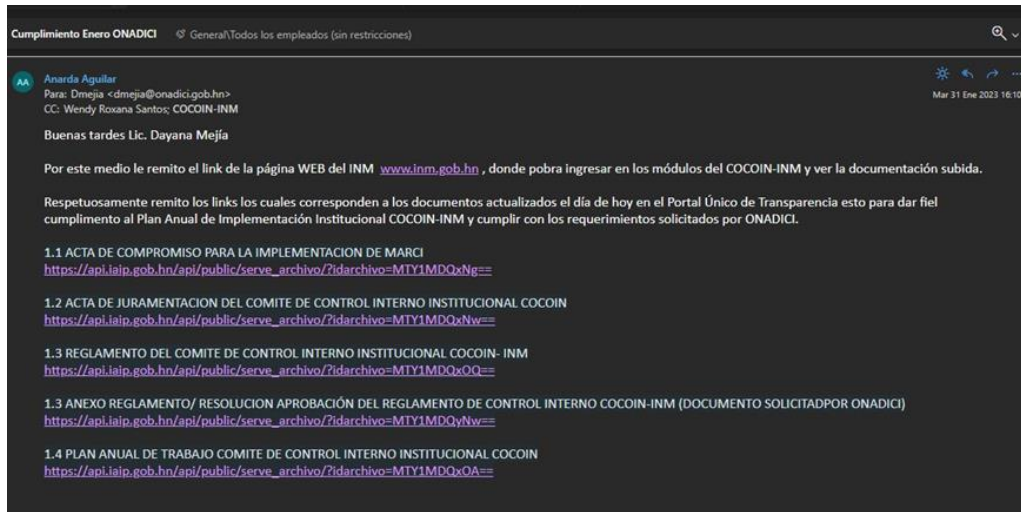 Cumplimiento Enero ONADICI General\Todos los empleados (sin restricciones)
AA
Anarda Aguilar
Para: Dmejia <dmejia@onadici.gob.hn>
CC: Wendy Roxana Santos; COCOIN-INM
Mar 31 Ene 2023 16:10
Buenas tardes Lic. Dayana Mejía
Por este medio le remito el link de la página WEB del INM www.inm.gob.hn , donde pobra ingresar en los módulos del COCOIN-INM y ver la documentación subida.
Respetuosamente remito los links los cuales corresponden a los documentos actualizados el día de hoy en el Portal Único de Transparencia esto para dar fiel
cumplimento al Plan Anual de Implementación Institucional COCOIN-INM y cumplir con los requerimientos solicitados por ONADICI.
1.1 ACTA DE COMPROMISO PARA LA IMPLEMENTACION DE MARCI
https://api.iaip.gob.hn/api/public/serve_archivo/?idarchivo=MTY1MDQxNg==
1.2 ACTA DE JURAMENTACION DEL COMITE DE CONTROL INTERNO INSTITUCIONAL COCOIN
https://api.iaip.gob.hn/api/public/serve_archivo/?idarchivo=MTY1MDQxNw==
1.3 REGLAMENTO DEL COMITE DE CONTROL INTERNO INSTITUCIONAL COCOIN- INM
https://api.iaip.gob.hn/api/public/serve_archivo/?idarchivo=MTY1MDQxOQ==
1.3 ANEXO REGLAMENTO/ RESOLUCION APROBACIÓN DEL REGLAMENTO DE CONTROL INTERNO COCOIN-INM (DOCUMENTO SOLICITADPOR ONADICI)
https://api.iaip.gob.hn/api/public/serve_archivo/?idarchivo=MTY1MDQyNw==
1.4 PLAN ANUAL DE TRABAJO COMITE DE CONTROL INTERNO INSTITUCIONAL COCOIN
https://api.iaip.gob.hn/api/public/serve_archivo/?idarchivo=MTY1MDQxOA==